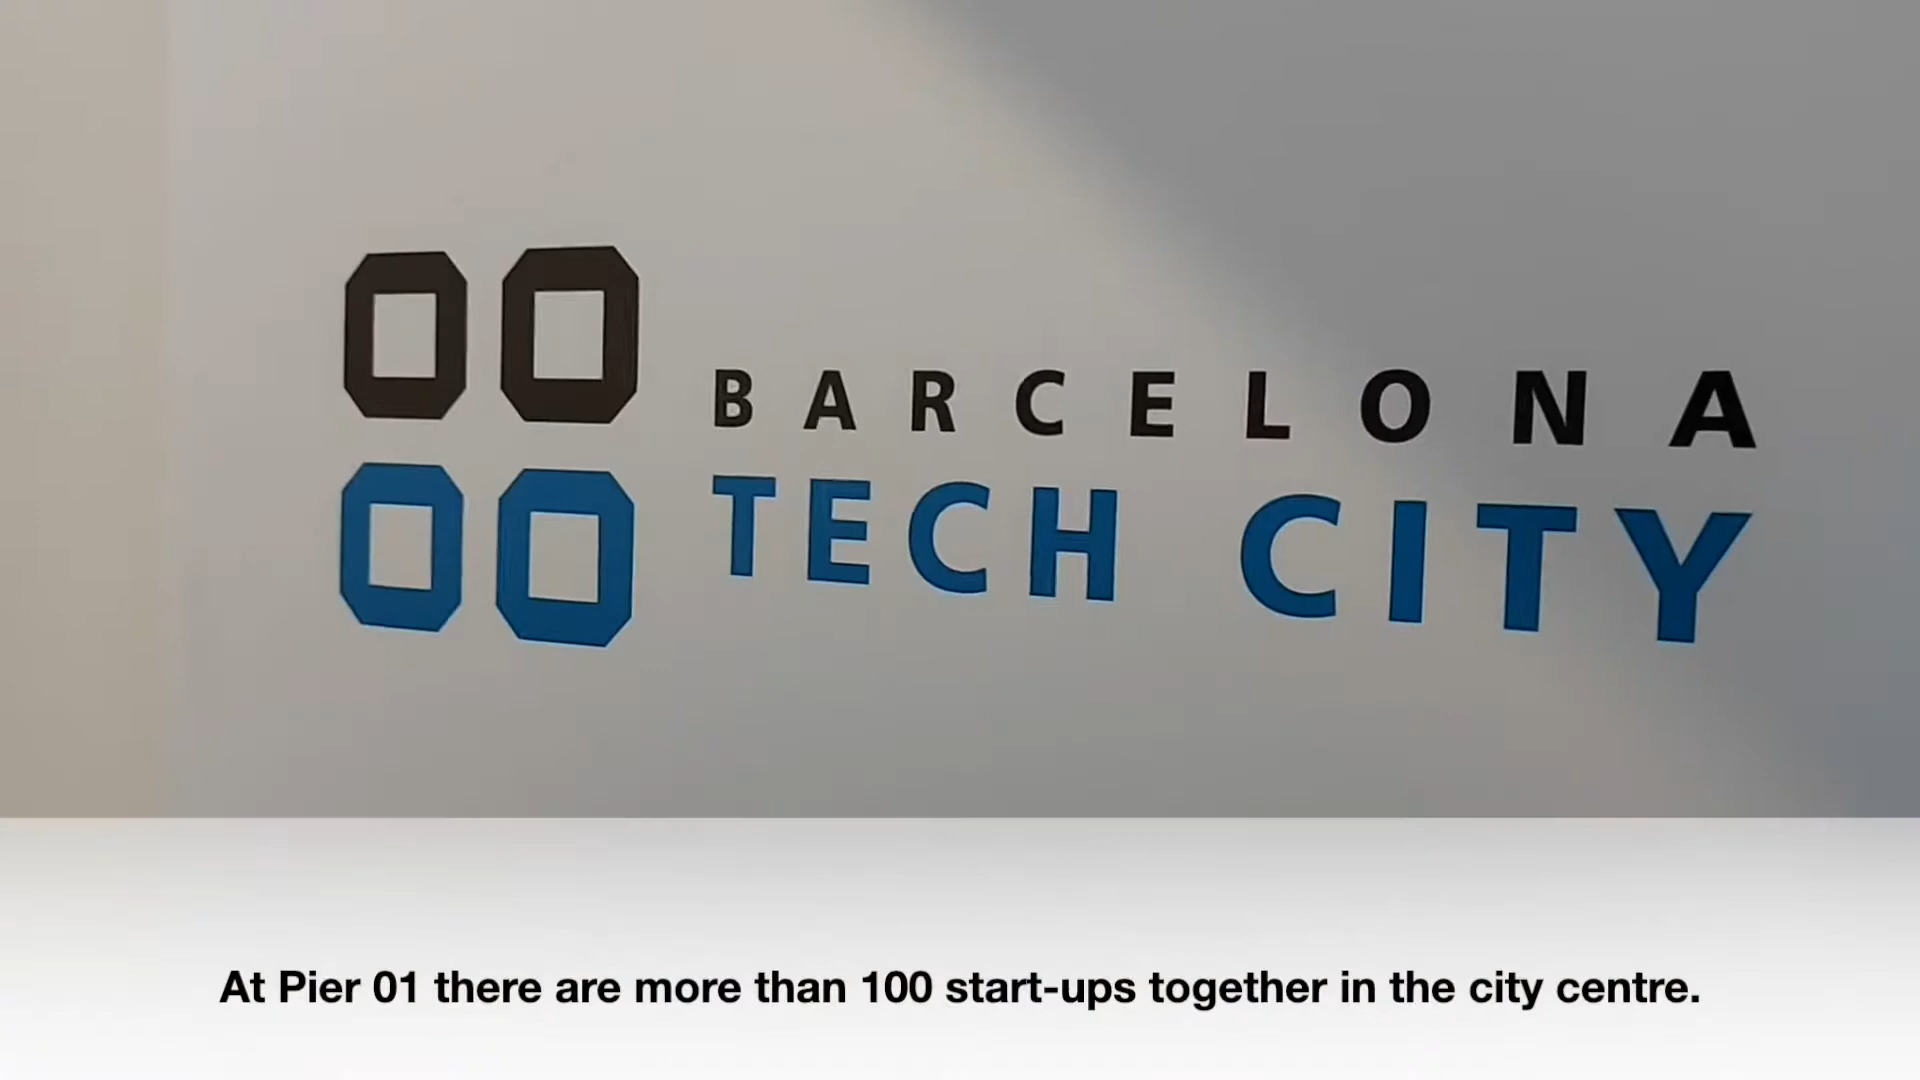 BARCELONA
TECH CITY
At Pier 01 there are more than 100 start-ups together in the city centre.